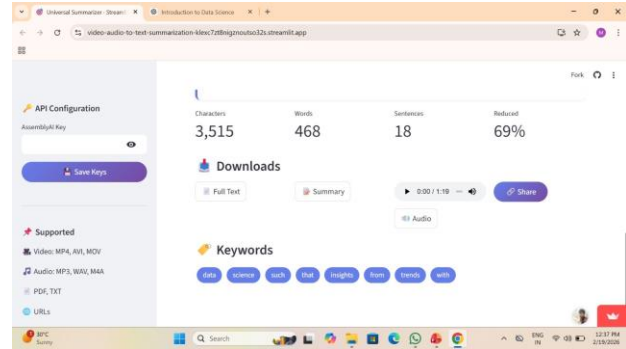 Universal Summarizer · Stream
Introduction to Data Science
video-audio-to-text-summarization-klexc7zt8nigznoutso32s.streamlit.app
M
Fork
API Configuration
AssemblyAI Key
Save Keys
Supported
Video: MP4, AVI, MOV
Audio: MP3, WAV, M4A
PDF, TXT
URLs
Characters Words Sentences Reduced
3,515 468 18 69%
Downloads
Full Text Summary 0:00 / 1:19 Share
Audio
Keywords
data science such that insights from trends with
30°C
Sunny
Search
ENG
IN
12:37 PM
2/19/2026